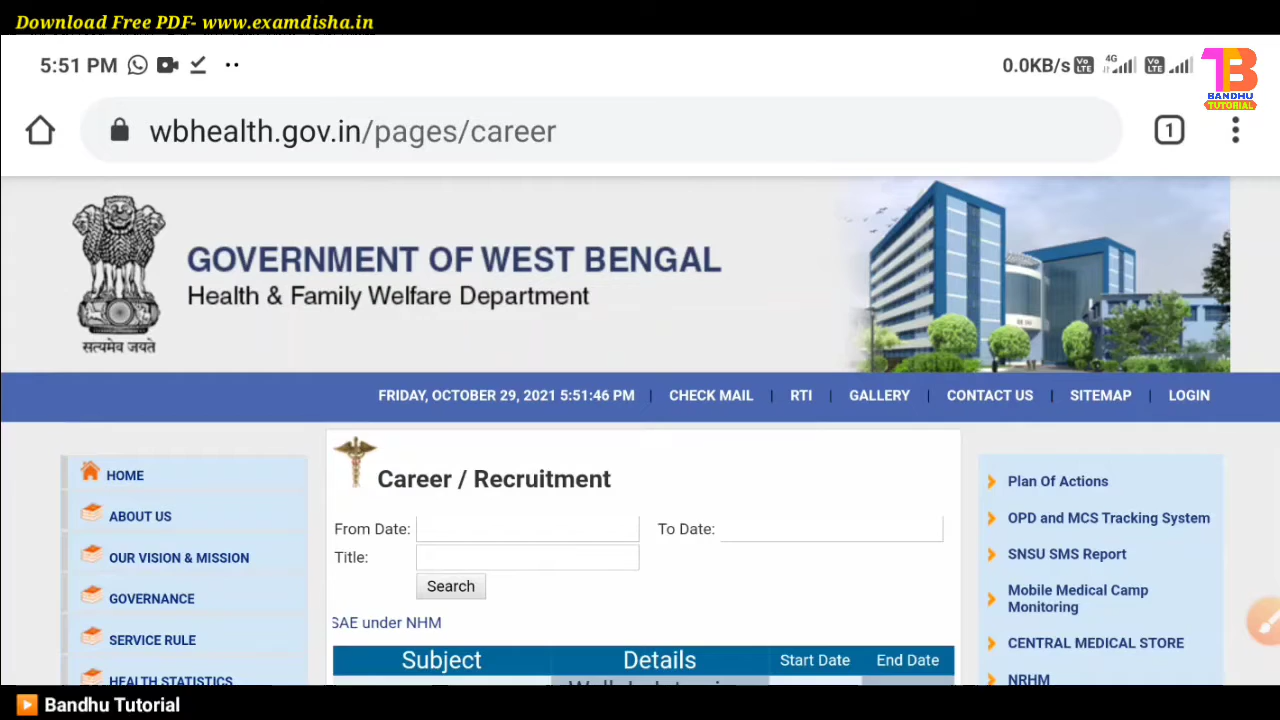 Download Free PDF- www.examdisha.in
5:51 PM
0.0KB/s Vo LTE 4G Vo LTE
BANDHU
TUTORIAL
wbhealth.gov.in/pages/career
1
GOVERNMENT OF WEST BENGAL
Health & Family Welfare Department
सत्यमेव जयते
FRIDAY, OCTOBER 29, 2021 5:51:46 PM | CHECK MAIL | RTI | GALLERY | CONTACT US | SITEMAP | LOGIN
HOME
ABOUT US
OUR VISION & MISSION
GOVERNANCE
SERVICE RULE
HEALTH STATISTICS
Career / Recruitment
From Date:
To Date:
Title:
Search
SAE under NHM
Subject Details Start Date End Date
Plan Of Actions
OPD and MCS Tracking System
SNSU SMS Report
Mobile Medical Camp
Monitoring
CENTRAL MEDICAL STORE
NRHM
Bandhu Tutorial